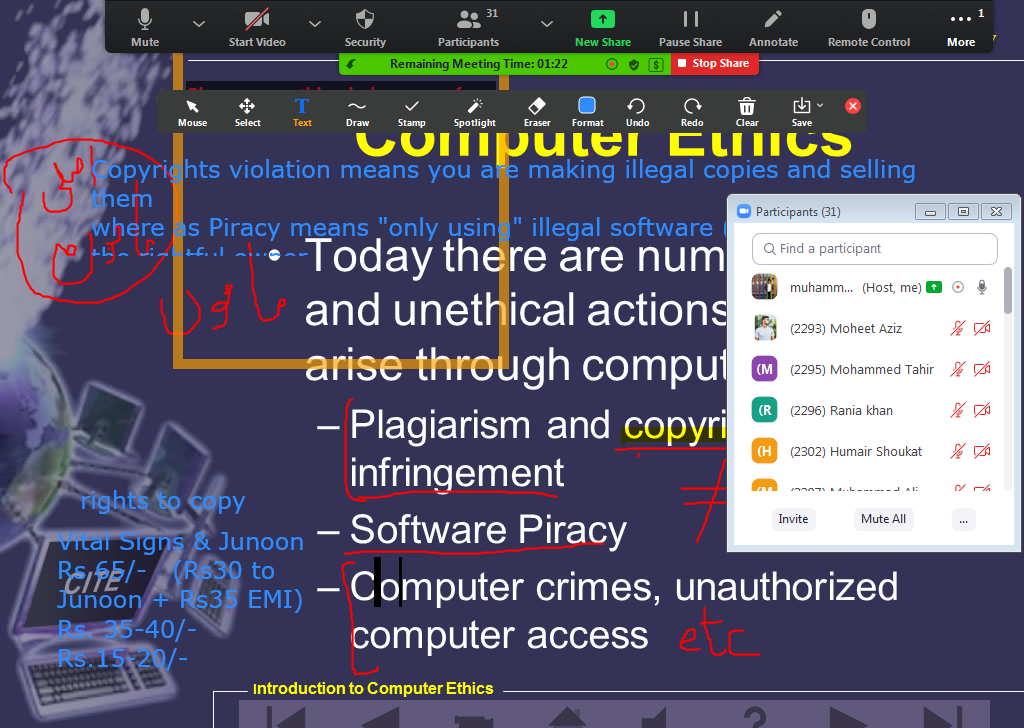 31
1
Mute
Start Video
Security
Participants
New Share
Pause Share
Annotate
Remote Control
More
Remaining Meeting Time: 01:22
Stop Share
Mouse
Select
Text
Draw
Stamp
Spotlight
Eraser
Format
Undo
Redo
Clear
Save
Computer Ethics
Copyrights violation means you are making illegal copies and selling
them
where as Piracy means "only using" illegal software (
the rightful owner
Today there are num
and unethical actions
arise through comput
– Plagiarism and copyri
infringement
– Software Piracy
– Computer crimes, unauthorized
computer access etc
rights to copy
Vital Signs & Junoon
Rs.65/- (Rs30 to
Junoon + Rs35 EMI)
Rs. 35-40/-
Rs.15-20/-
CITE
Participants (31)
Find a participant
muhamm... (Host, me)
(2293) Moheet Aziz
(M (2295) Mohammed Tahir
(R (2296) Rania khan
(H (2302) Humair Shoukat
(M (2307) Muhammad Ali
Invite
Mute All
...
Introduction to Computer Ethics
?